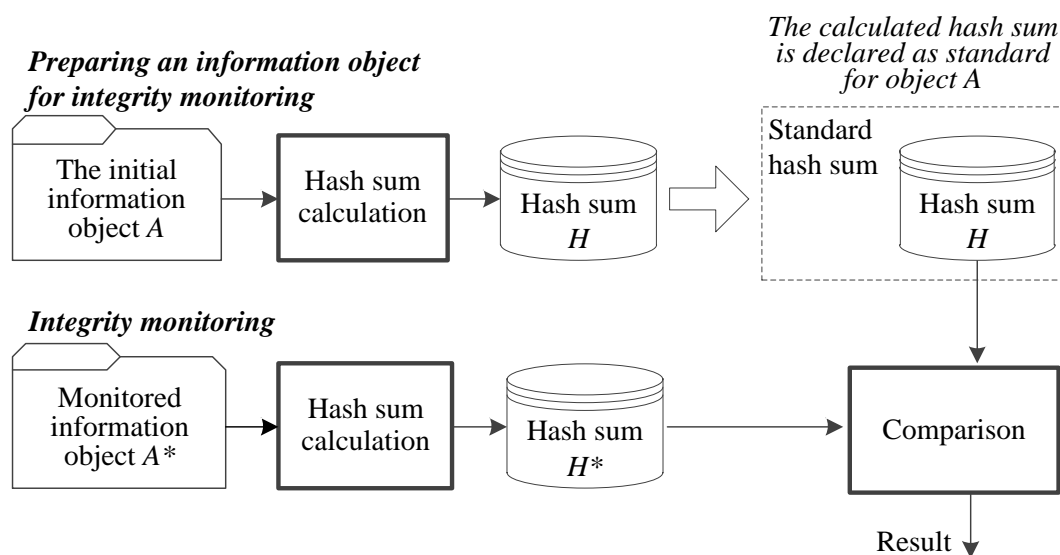 The calculated hash sum
is declared as standard
for object A
Preparing an information object
for integrity monitoring
The initial
information
object A
Hash sum
calculation
Hash sum
H
Standard
hash sum
Hash sum
H
Integrity monitoring
Monitored
information
object A*
Hash sum
calculation
Hash sum
H*
Comparison
Result